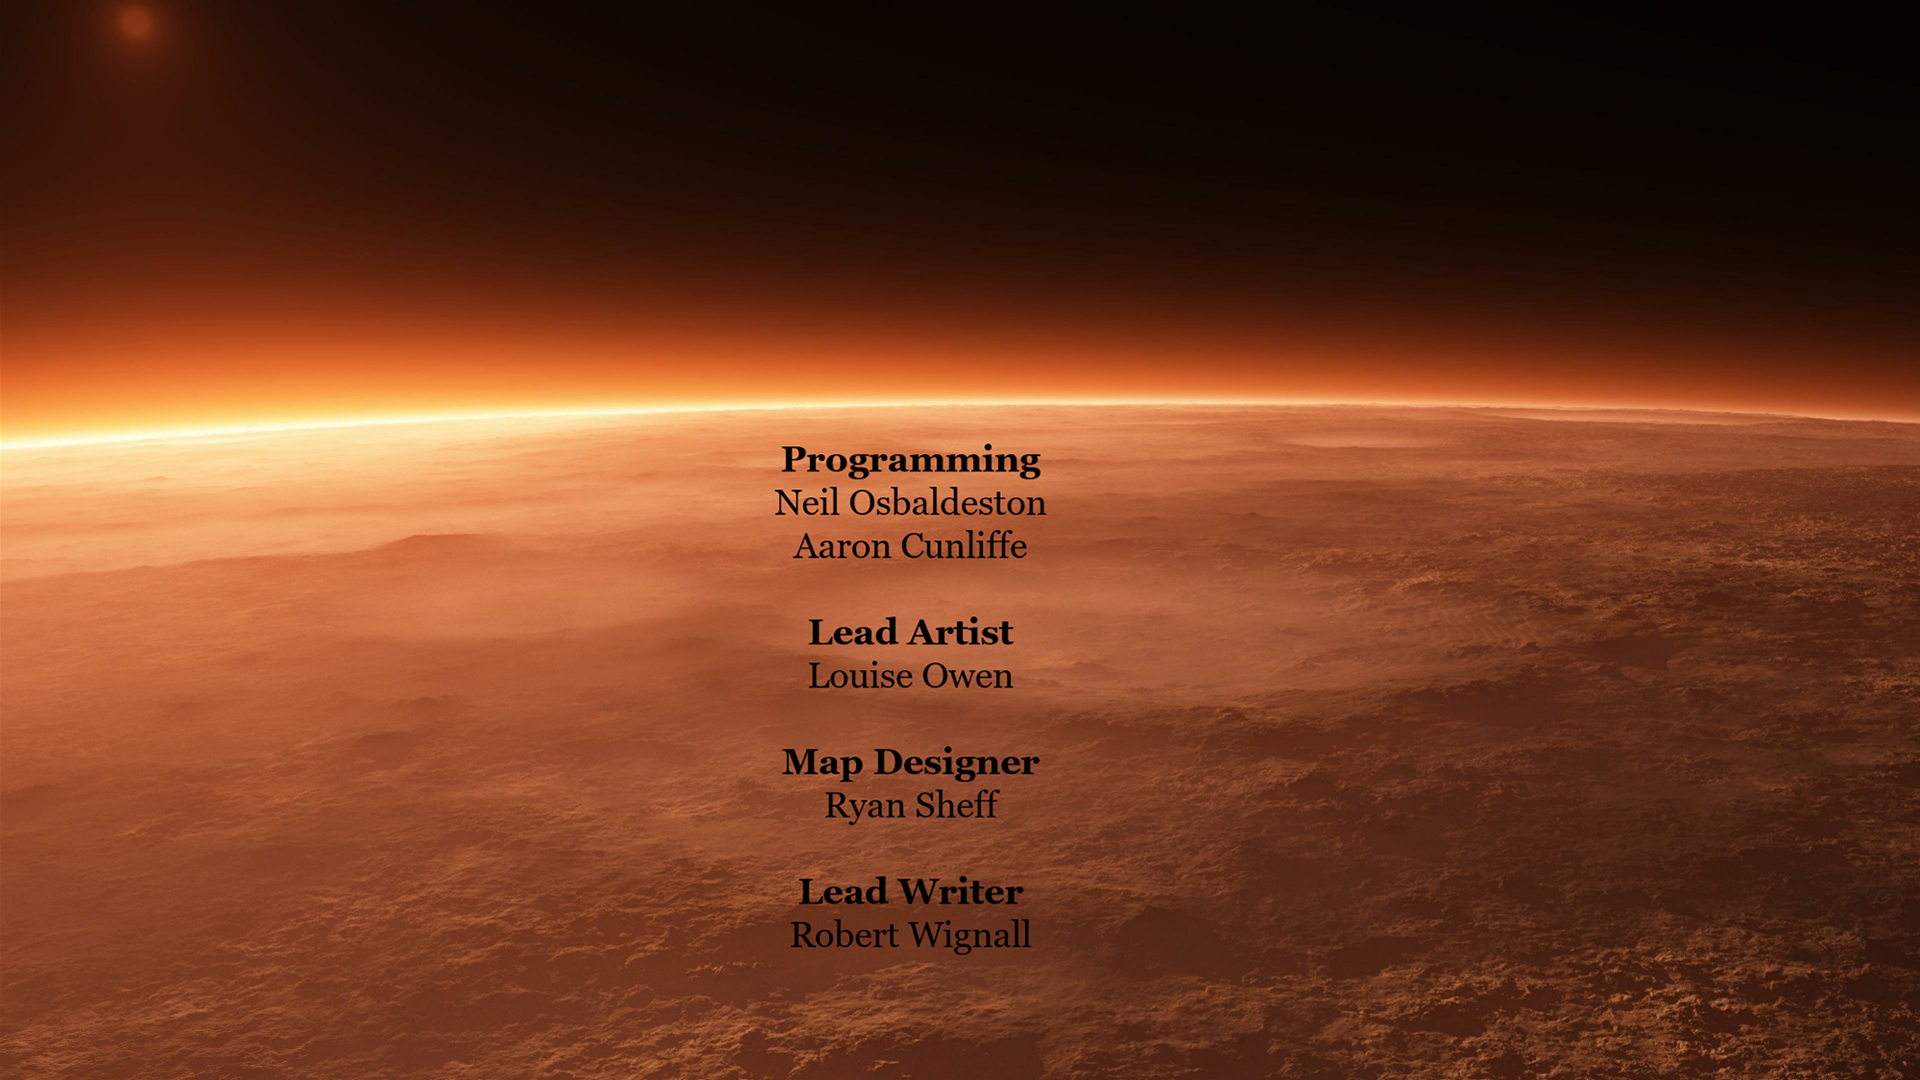 Programming
Neil Osbaldeston
Aaron Cunliffe
Lead Artist
Louise Owen
Map Designer
Ryan Sheff
Lead Writer
Robert Wignall